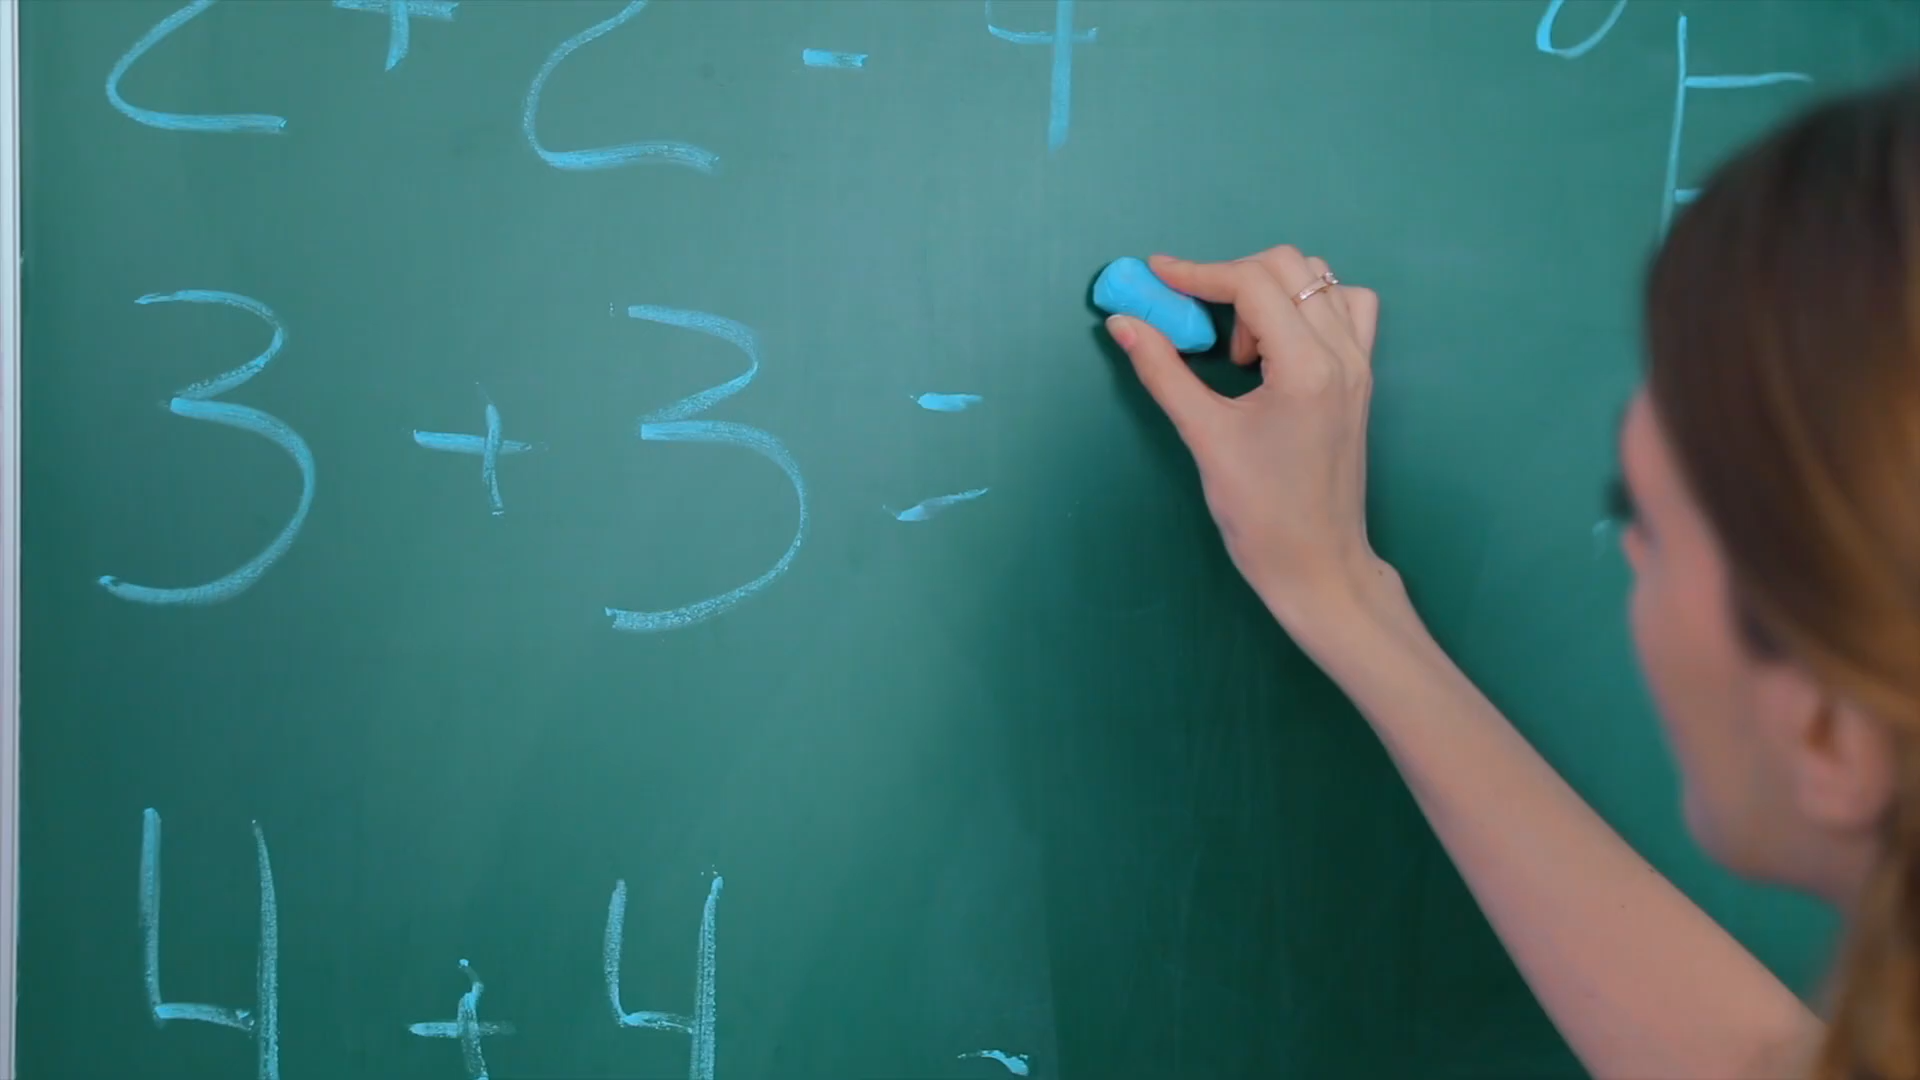 2 + 2 = 4
3 + 3 =
4 + 4 =